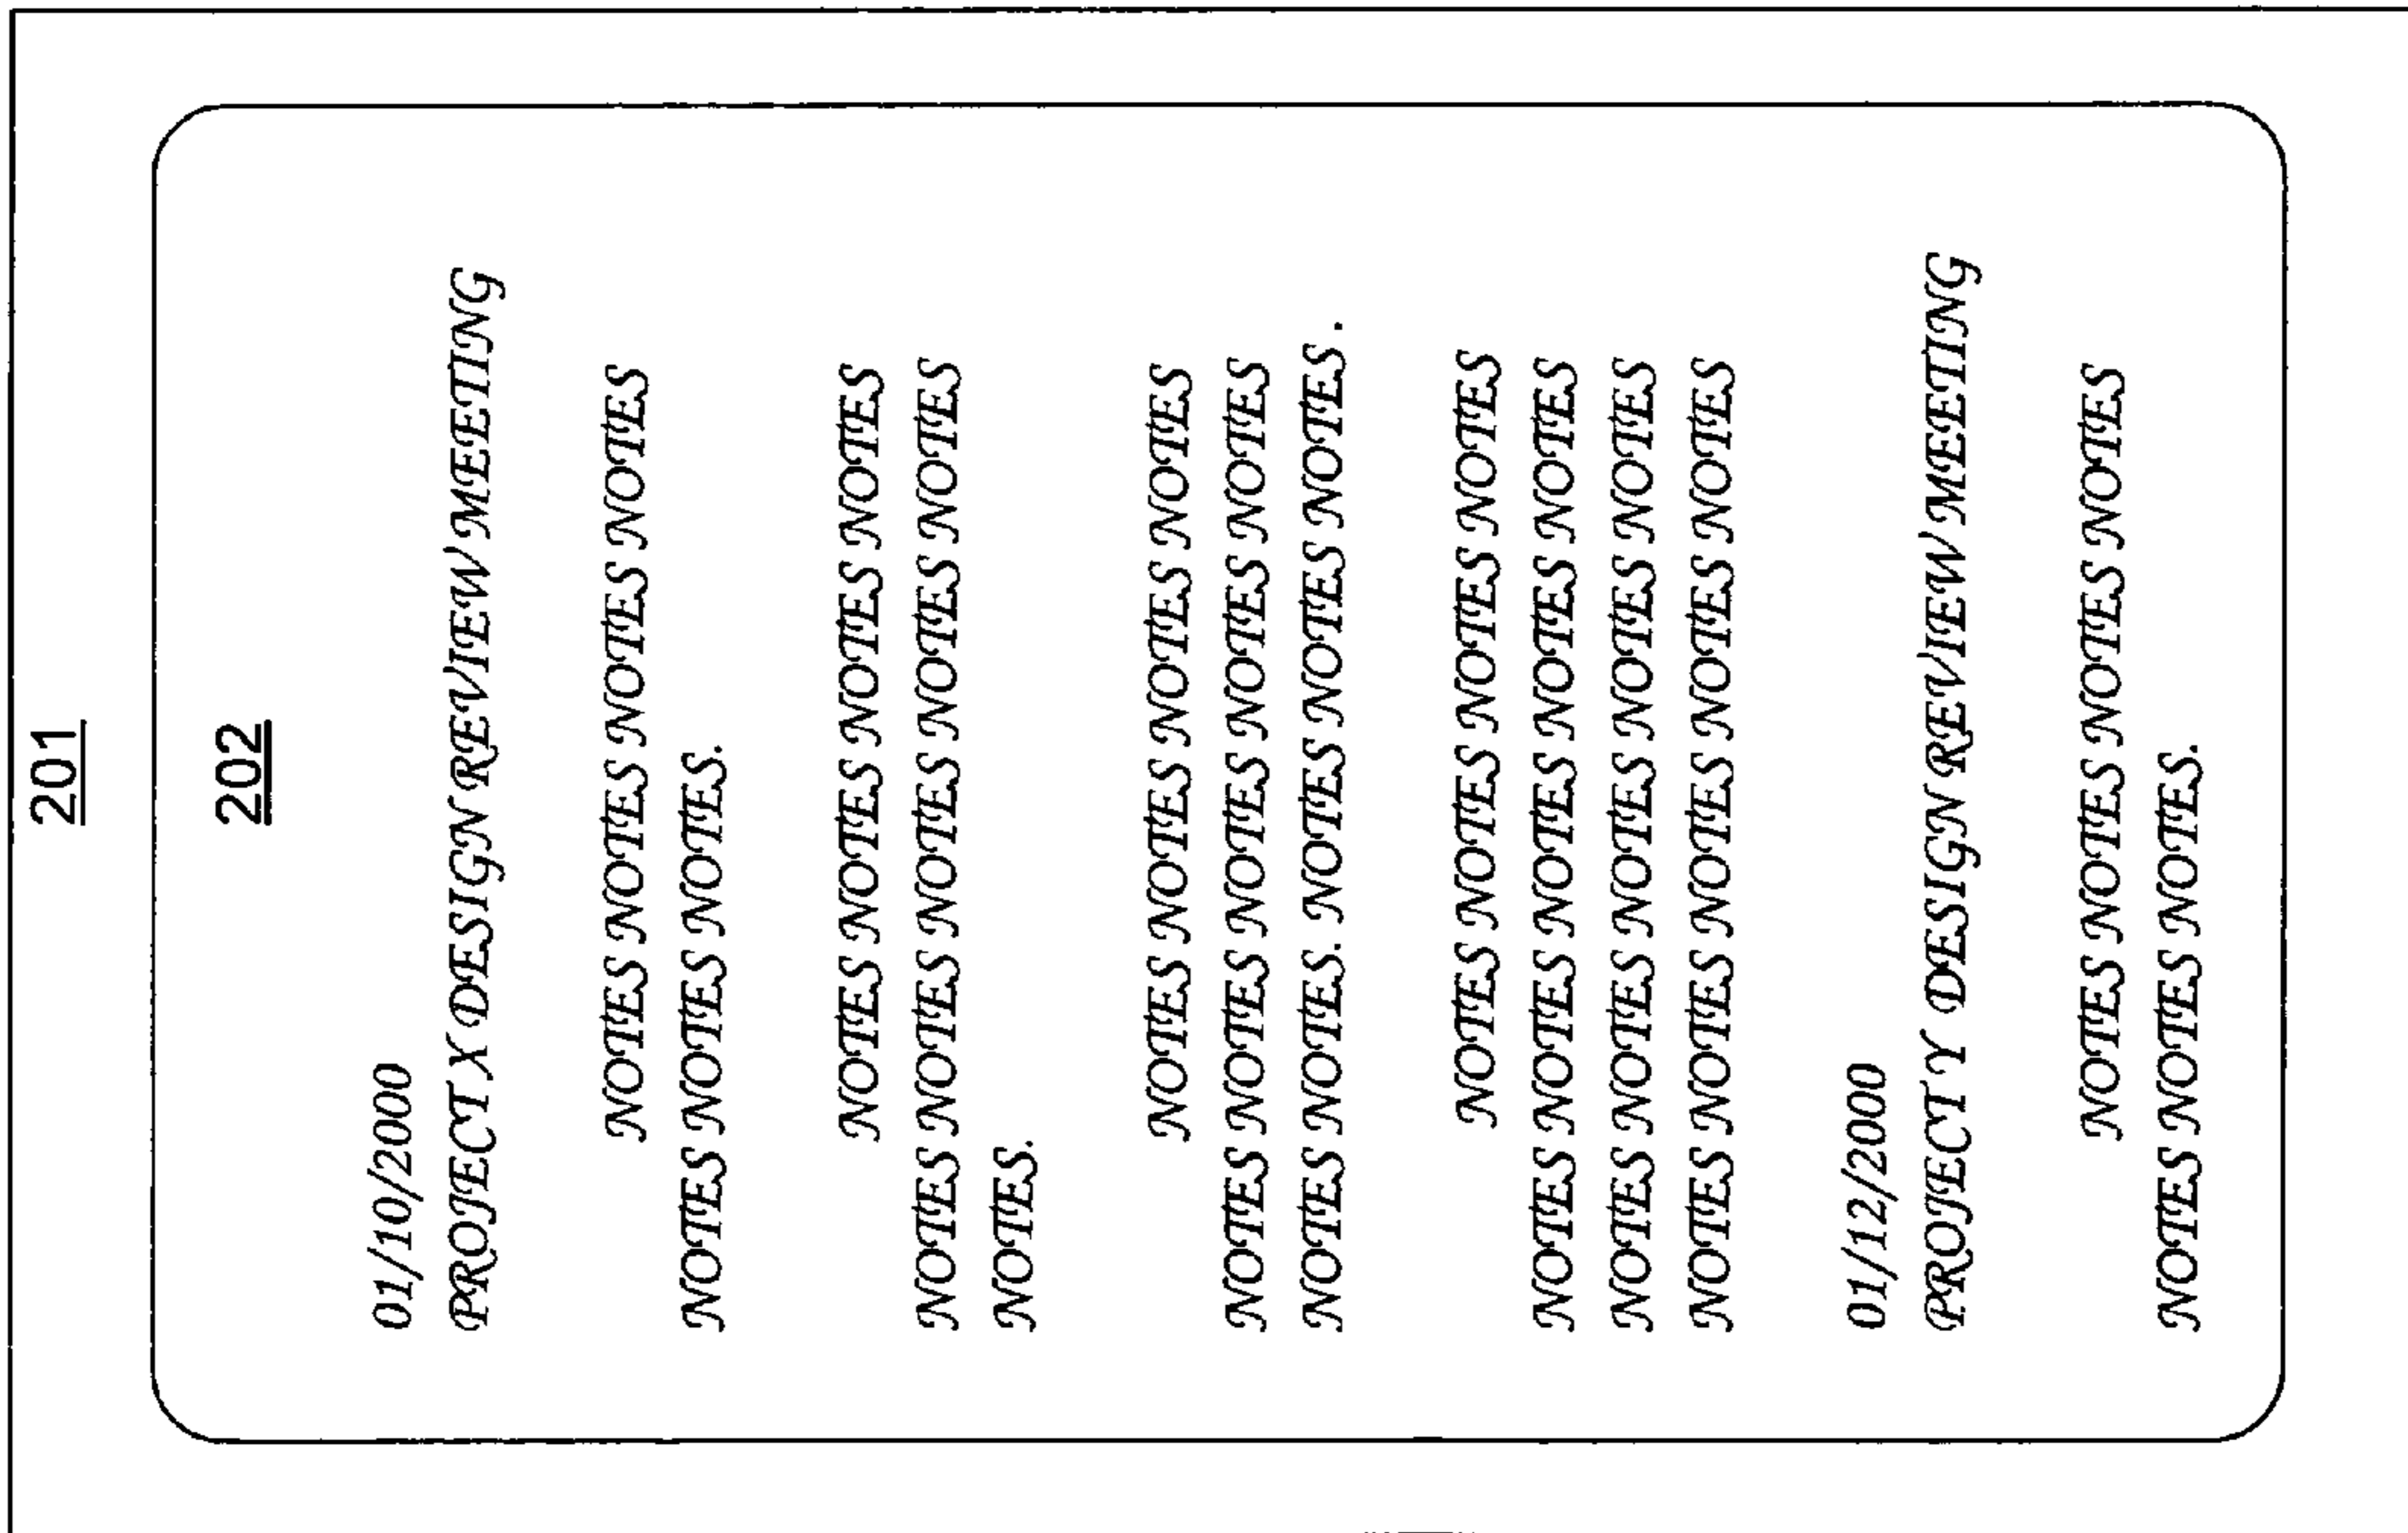 201
202
01/10/2000
PROJECT X DESIGN REVIEW MEETING
NOTES NOTES NOTES NOTES
NOTES NOTES NOTES.
NOTES NOTES NOTES NOTES
NOTES NOTES NOTES NOTES NOTES
NOTES.
NOTES NOTES NOTES NOTES
NOTES NOTES NOTES NOTES NOTES
NOTES NOTES. NOTES NOTES NOTES .
NOTES NOTES NOTES NOTES
NOTES NOTES NOTES NOTES NOTES
NOTES NOTES NOTES NOTES NOTES
NOTES NOTES NOTES NOTES NOTES
01/12/2000
PROJECT Y DESIGN REVIEW MEETING
NOTES NOTES NOTES NOTES
NOTES NOTES NOTES.